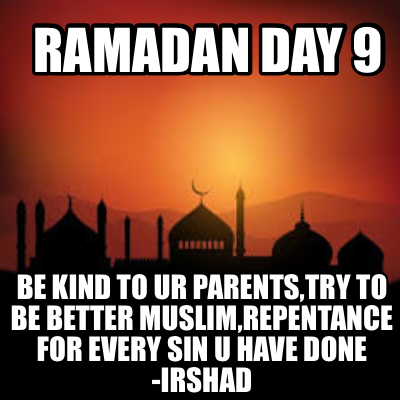 RAMADAN DAY 9
BE KIND TO UR PARENTS,TRY TO
BE BETTER MUSLIM,REPENTANCE
FOR EVERY SIN U HAVE DONE
-IRSHAD